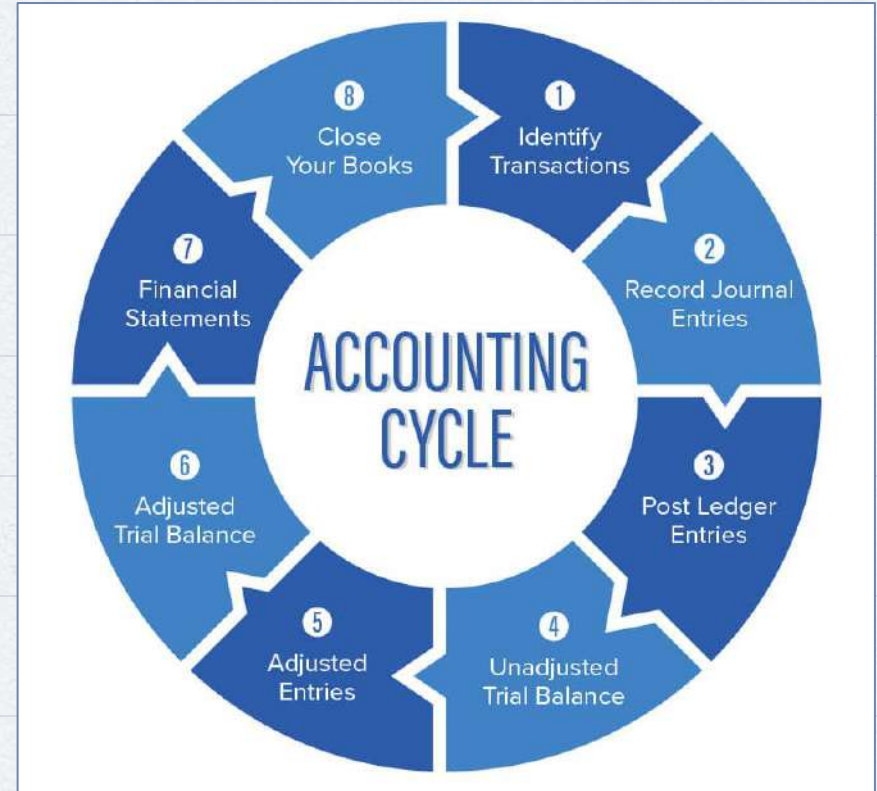 ACCOUNTING
CYCLE
1
Identify
Transactions
2
Record Journal
Entries
3
Post Ledger
Entries
4
Unadjusted
Trial Balance
5
Adjusted
Entries
6
Adjusted
Trial Balance
7
Financial
Statements
8
Close
Your Books